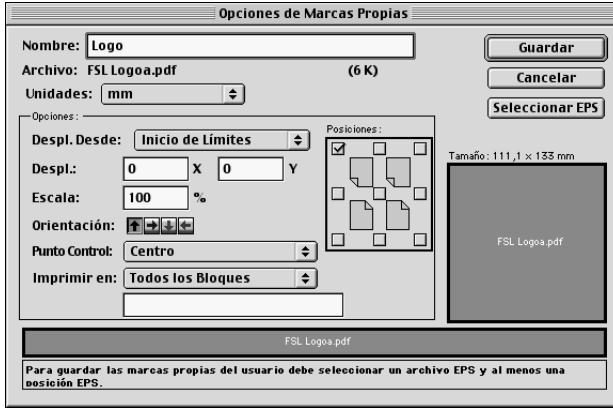 Opciones de Marcas Propias
Nombre: Logo
Guardar
Archivo: FSL Logoa.pdf (6 K)
Cancelar
Unidades: mm
Seleccionar EPS
Opciones:
Despl. Desde: Inicio de Límites
Posiciones:
Despl.: 0 X 0 Y
Tamaño: 111,1 x 133 mm
Escala: 100 %
Orientación:
FSL Logoa.pdf
Punto Control: Centro
Imprimir en: Todos los Bloques
FSL Logoa.pdf
Para guardar las marcas propias del usuario debe seleccionar un archivo EPS y al menos una
posición EPS.